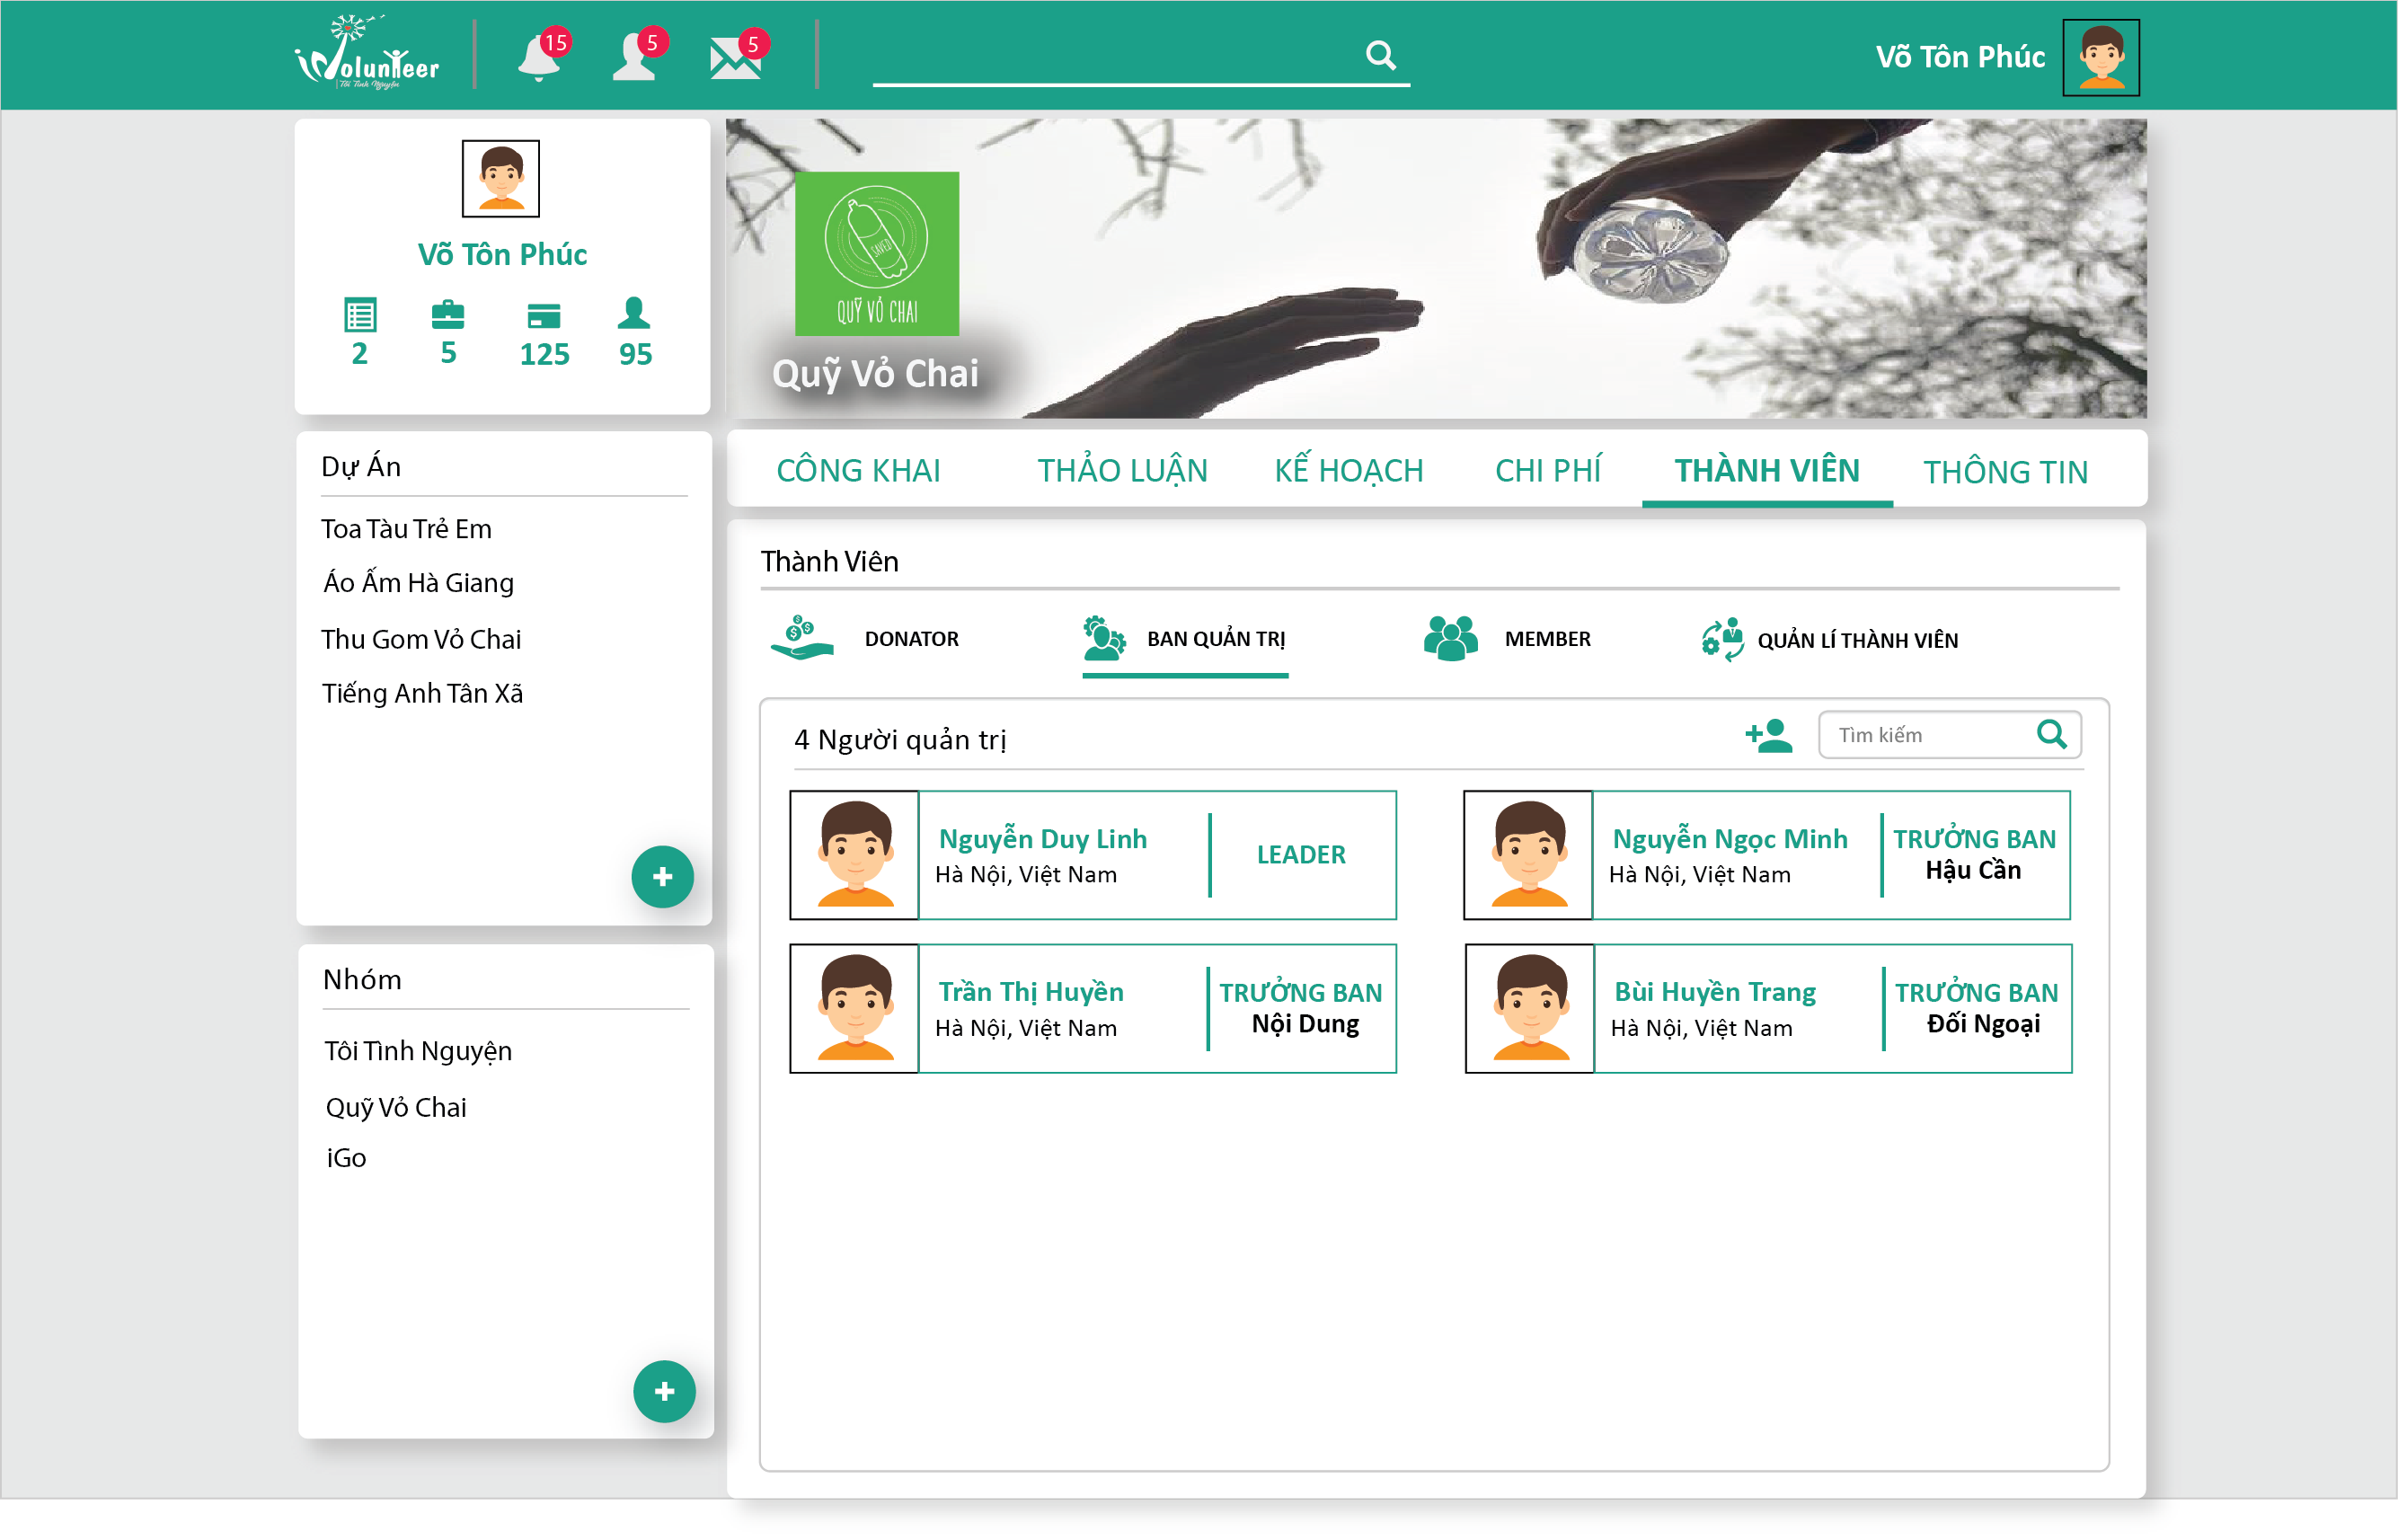 Volunteer
Tôi Tình Nguyện
15
5
5
Võ Tôn Phúc
Võ Tôn Phúc
2
5
125
95
SAVED
QUỸ VỎ CHAI
Quỹ Vỏ Chai
Dự Án
Toa Tàu Trẻ Em
Áo Ấm Hà Giang
Thu Gom Vỏ Chai
Tiếng Anh Tân Xã
Nhóm
Tôi Tình Nguyện
Quỹ Vỏ Chai
iGo
CÔNG KHAI
THẢO LUẬN
KẾ HOẠCH
CHI PHÍ
THÀNH VIÊN
THÔNG TIN
Thành Viên
DONATOR
BAN QUẢN TRỊ
MEMBER
QUẢN LÍ THÀNH VIÊN
4 Người quản trị
Tìm kiếm
Nguyễn Duy Linh
Hà Nội, Việt Nam
LEADER
Nguyễn Ngọc Minh
Hà Nội, Việt Nam
TRƯỞNG BAN
Hậu Cần
Trần Thị Huyền
Hà Nội, Việt Nam
TRƯỞNG BAN
Nội Dung
Bùi Huyền Trang
Hà Nội, Việt Nam
TRƯỞNG BAN
Đối Ngoại